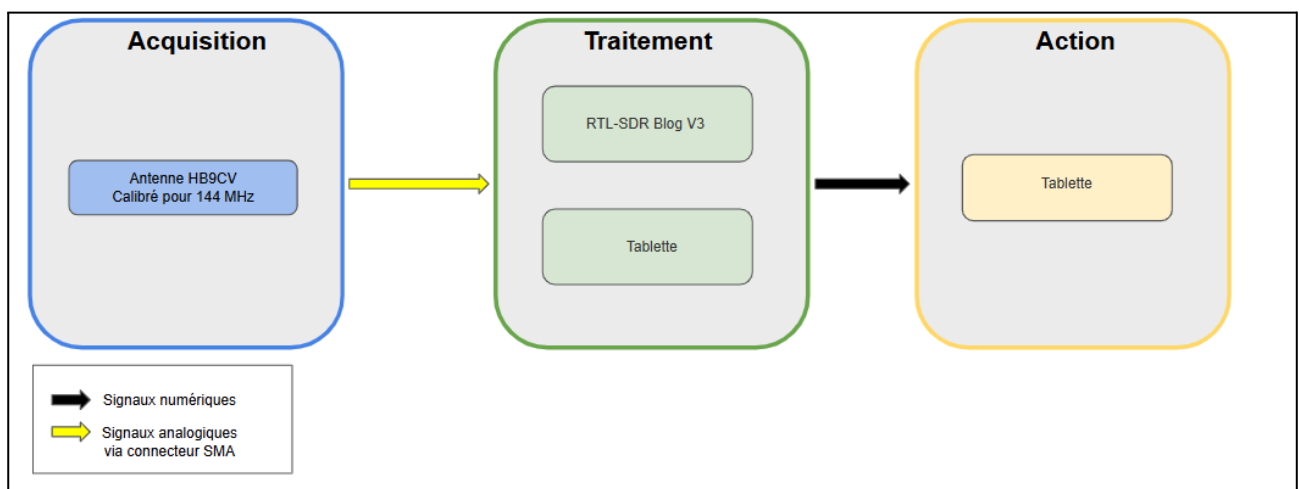 Acquisition
Traitement
Action
RTL-SDR Blog V3
Antenne HB9CV
Calibré pour 144 MHz
Tablette
Tablette
Signaux numériques
Signaux analogiques
via connecteur SMA